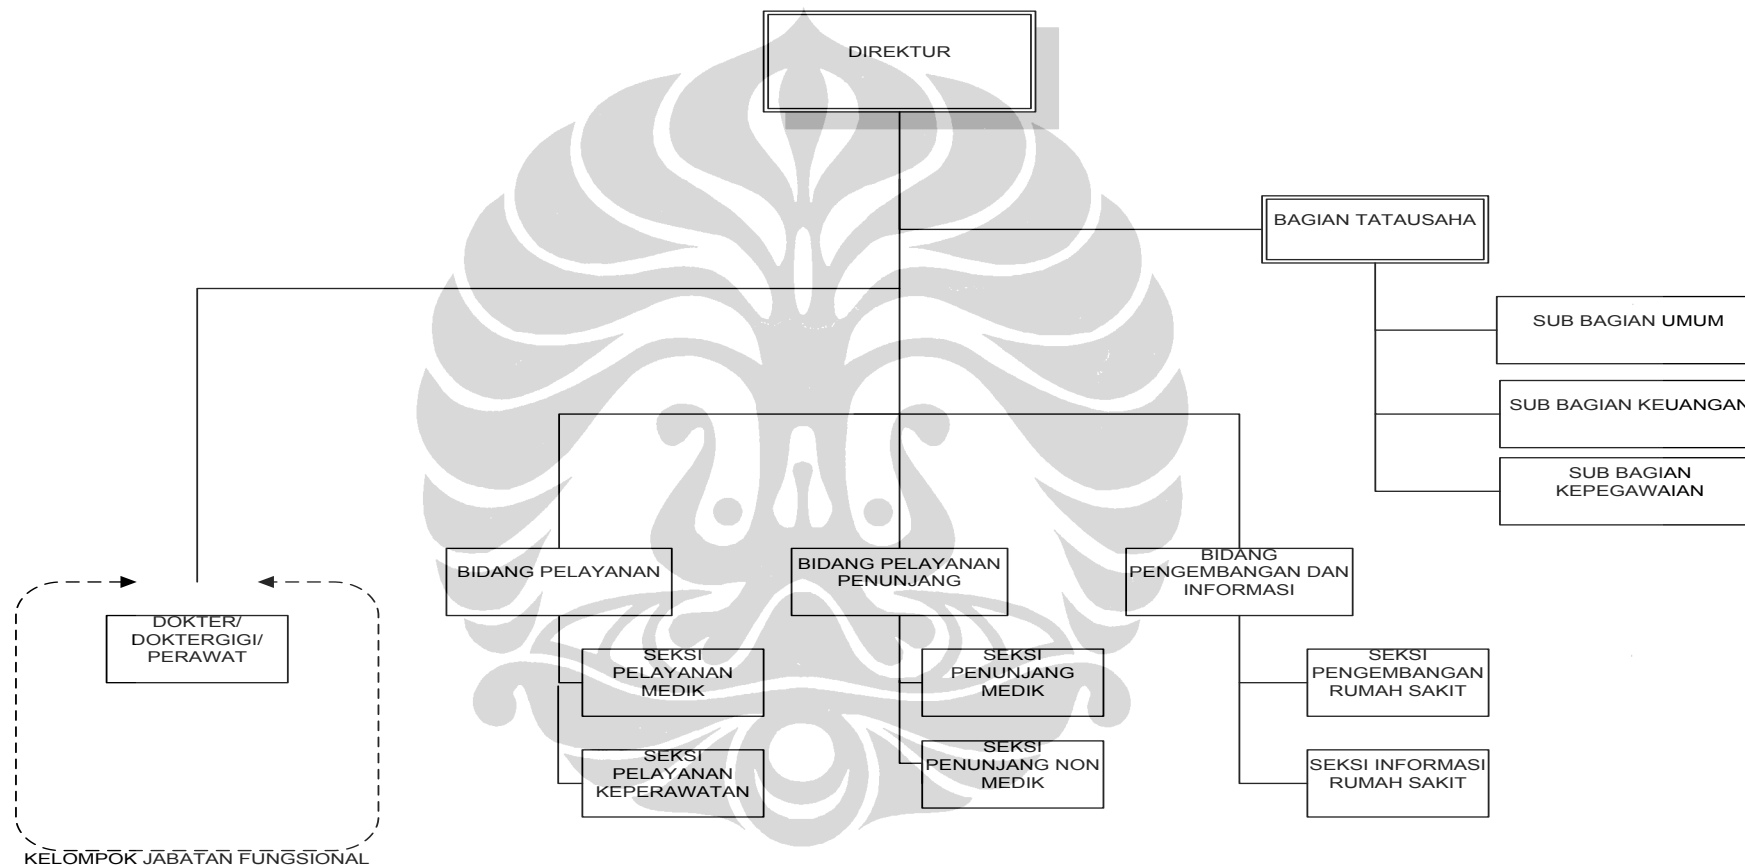 DIREKTUR
BAGIAN TATAUSAHA
SUB BAGIAN UMUM
SUB BAGIAN KEUANGAN
SUB BAGIAN
KEPEGAWAIAN
BIDANG PELAYANAN
BIDANG PELAYANAN
PENUNJANG
BIDANG
PENGEMBANGAN DAN
INFORMASI
DOKTER/
DOKTERGIGI/
PERAWAT
SEKSI
PELAYANAN
MEDIK
SEKSI
PENUNJANG
MEDIK
SEKSI
PENGEMBANGAN
RUMAH SAKIT
SEKSI
PELAYANAN
KEPERAWATAN
SEKSI
PENUNJANG NON
MEDIK
SEKSI INFORMASI
RUMAH SAKIT
KELOMPOK JABATAN FUNGSIONAL